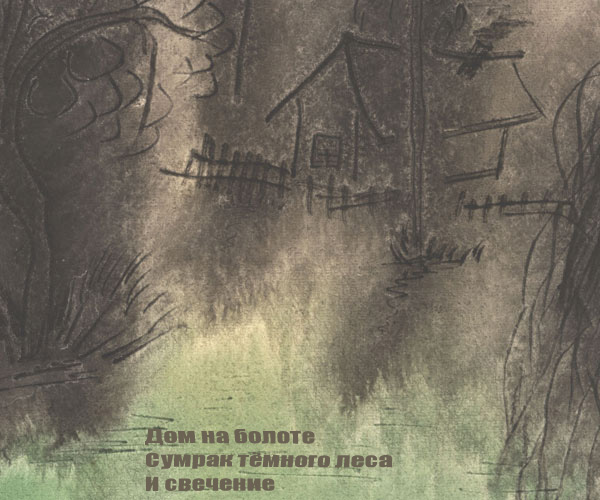 Дом на болоте
Сумрак тёмного леса
И свечение